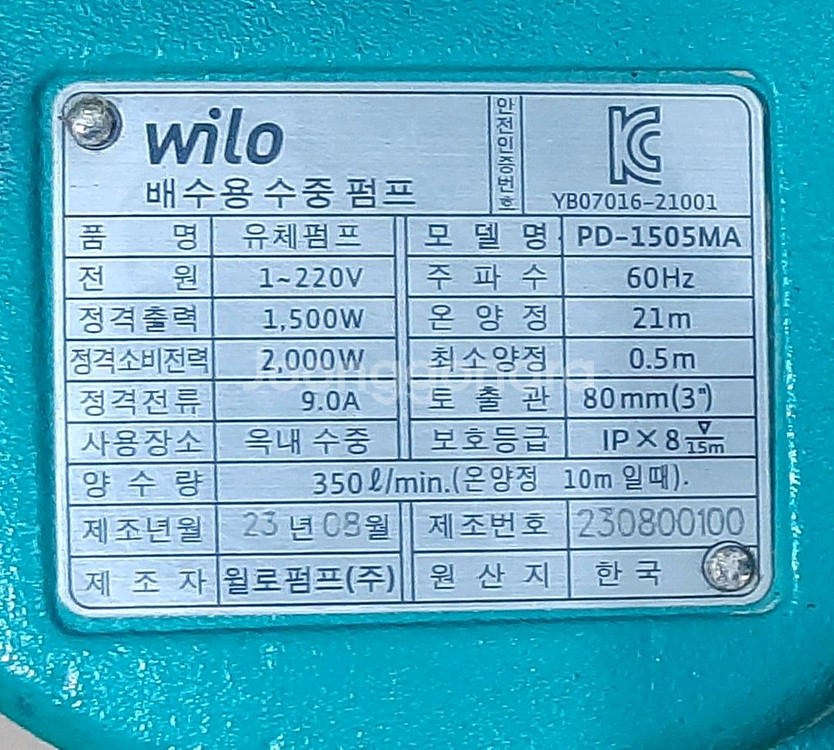 wilo
배수용 수중 펌프
안전인증번호
YB07016-21001
품 명 유체펌프 모 델 명 PD-1505MA
전 원 1~220V 주 파 수 60Hz
정격출력 1,500W 온 양 정 21m
정격소비전력 2,000W 최소양정 0.5m
정격전류 9.0A 토 출 관 80mm(3")
사용장소 옥내 수중 보호등급 IP×8 ▽ 15m
양 수 량 350ℓ/min.(온양정 10m 일때).
제조년월 23년 08월 제조번호 230800100
제 조 자 윌로펌프(주) 원 산 지 한 국
Joonggonara